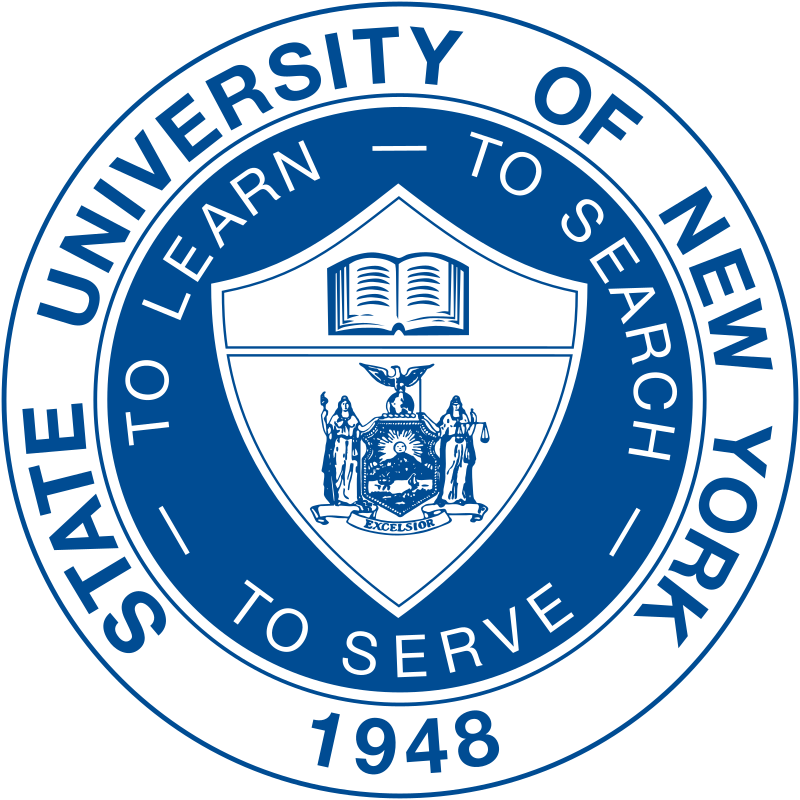 STATE UNIVERSITY OF NEW YORK
1948
TO LEARN — TO SEARCH — TO SERVE —
EXCELSIOR